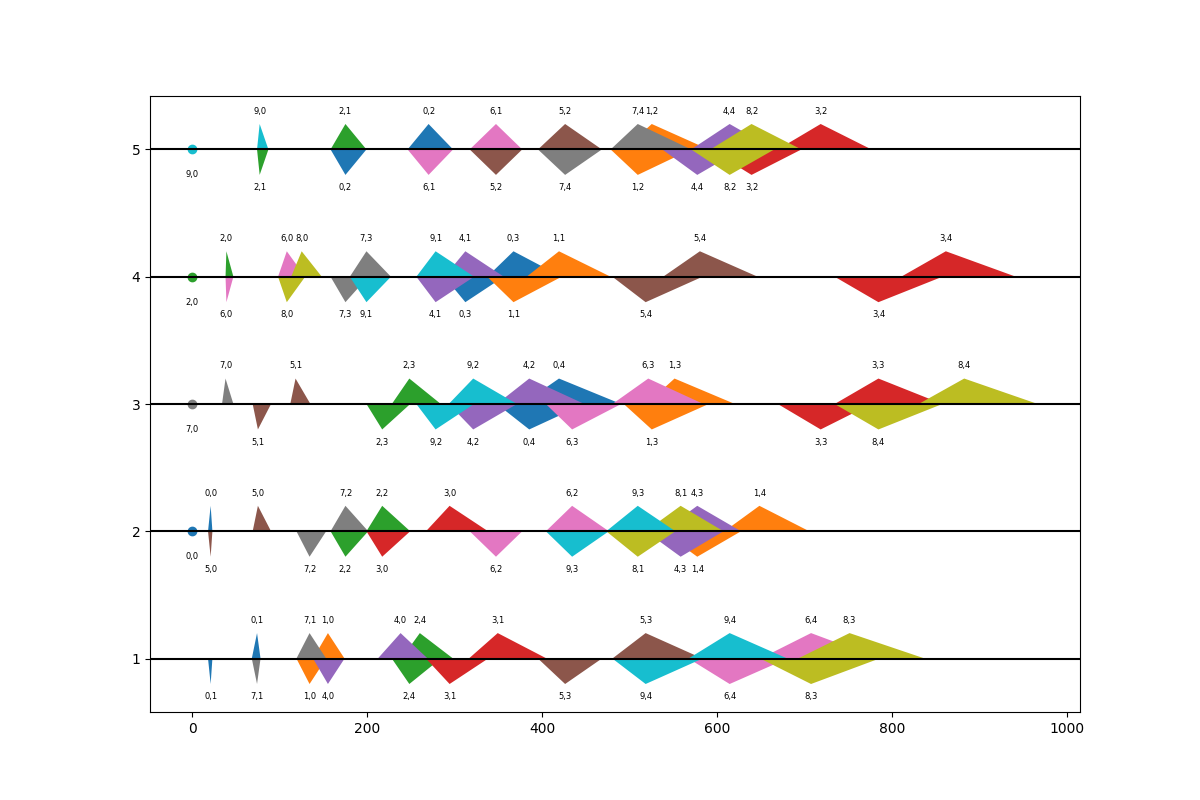 9,0 2,1 0,2 6,1 5,2 7,4 1,2 4,4 8,2 3,2
5
9,0 2,1 0,2 6,1 5,2 7,4 1,2 4,4 8,2 3,2
2,0 6,0 8,0 7,3 9,1 4,1 0,3 1,1 5,4 3,4
4
2,0 6,0 8,0 7,3 9,1 4,1 0,3 1,1 5,4 3,4
7,0 5,1 2,3 9,2 4,2 0,4 6,3 1,3 3,3 8,4
3
7,0 5,1 2,3 9,2 4,2 0,4 6,3 1,3 3,3 8,4
0,0 5,0 7,2 2,2 3,0 6,2 9,3 8,1 4,3 1,4
2
0,0 5,0 7,2 2,2 3,0 6,2 9,3 8,1 4,3 1,4
0,1 7,1 1,0 4,0 2,4 3,1 5,3 9,4 6,4 8,3
1
0,1 7,1 1,0 4,0 2,4 3,1 5,3 9,4 6,4 8,3
0 200 400 600 800 1000